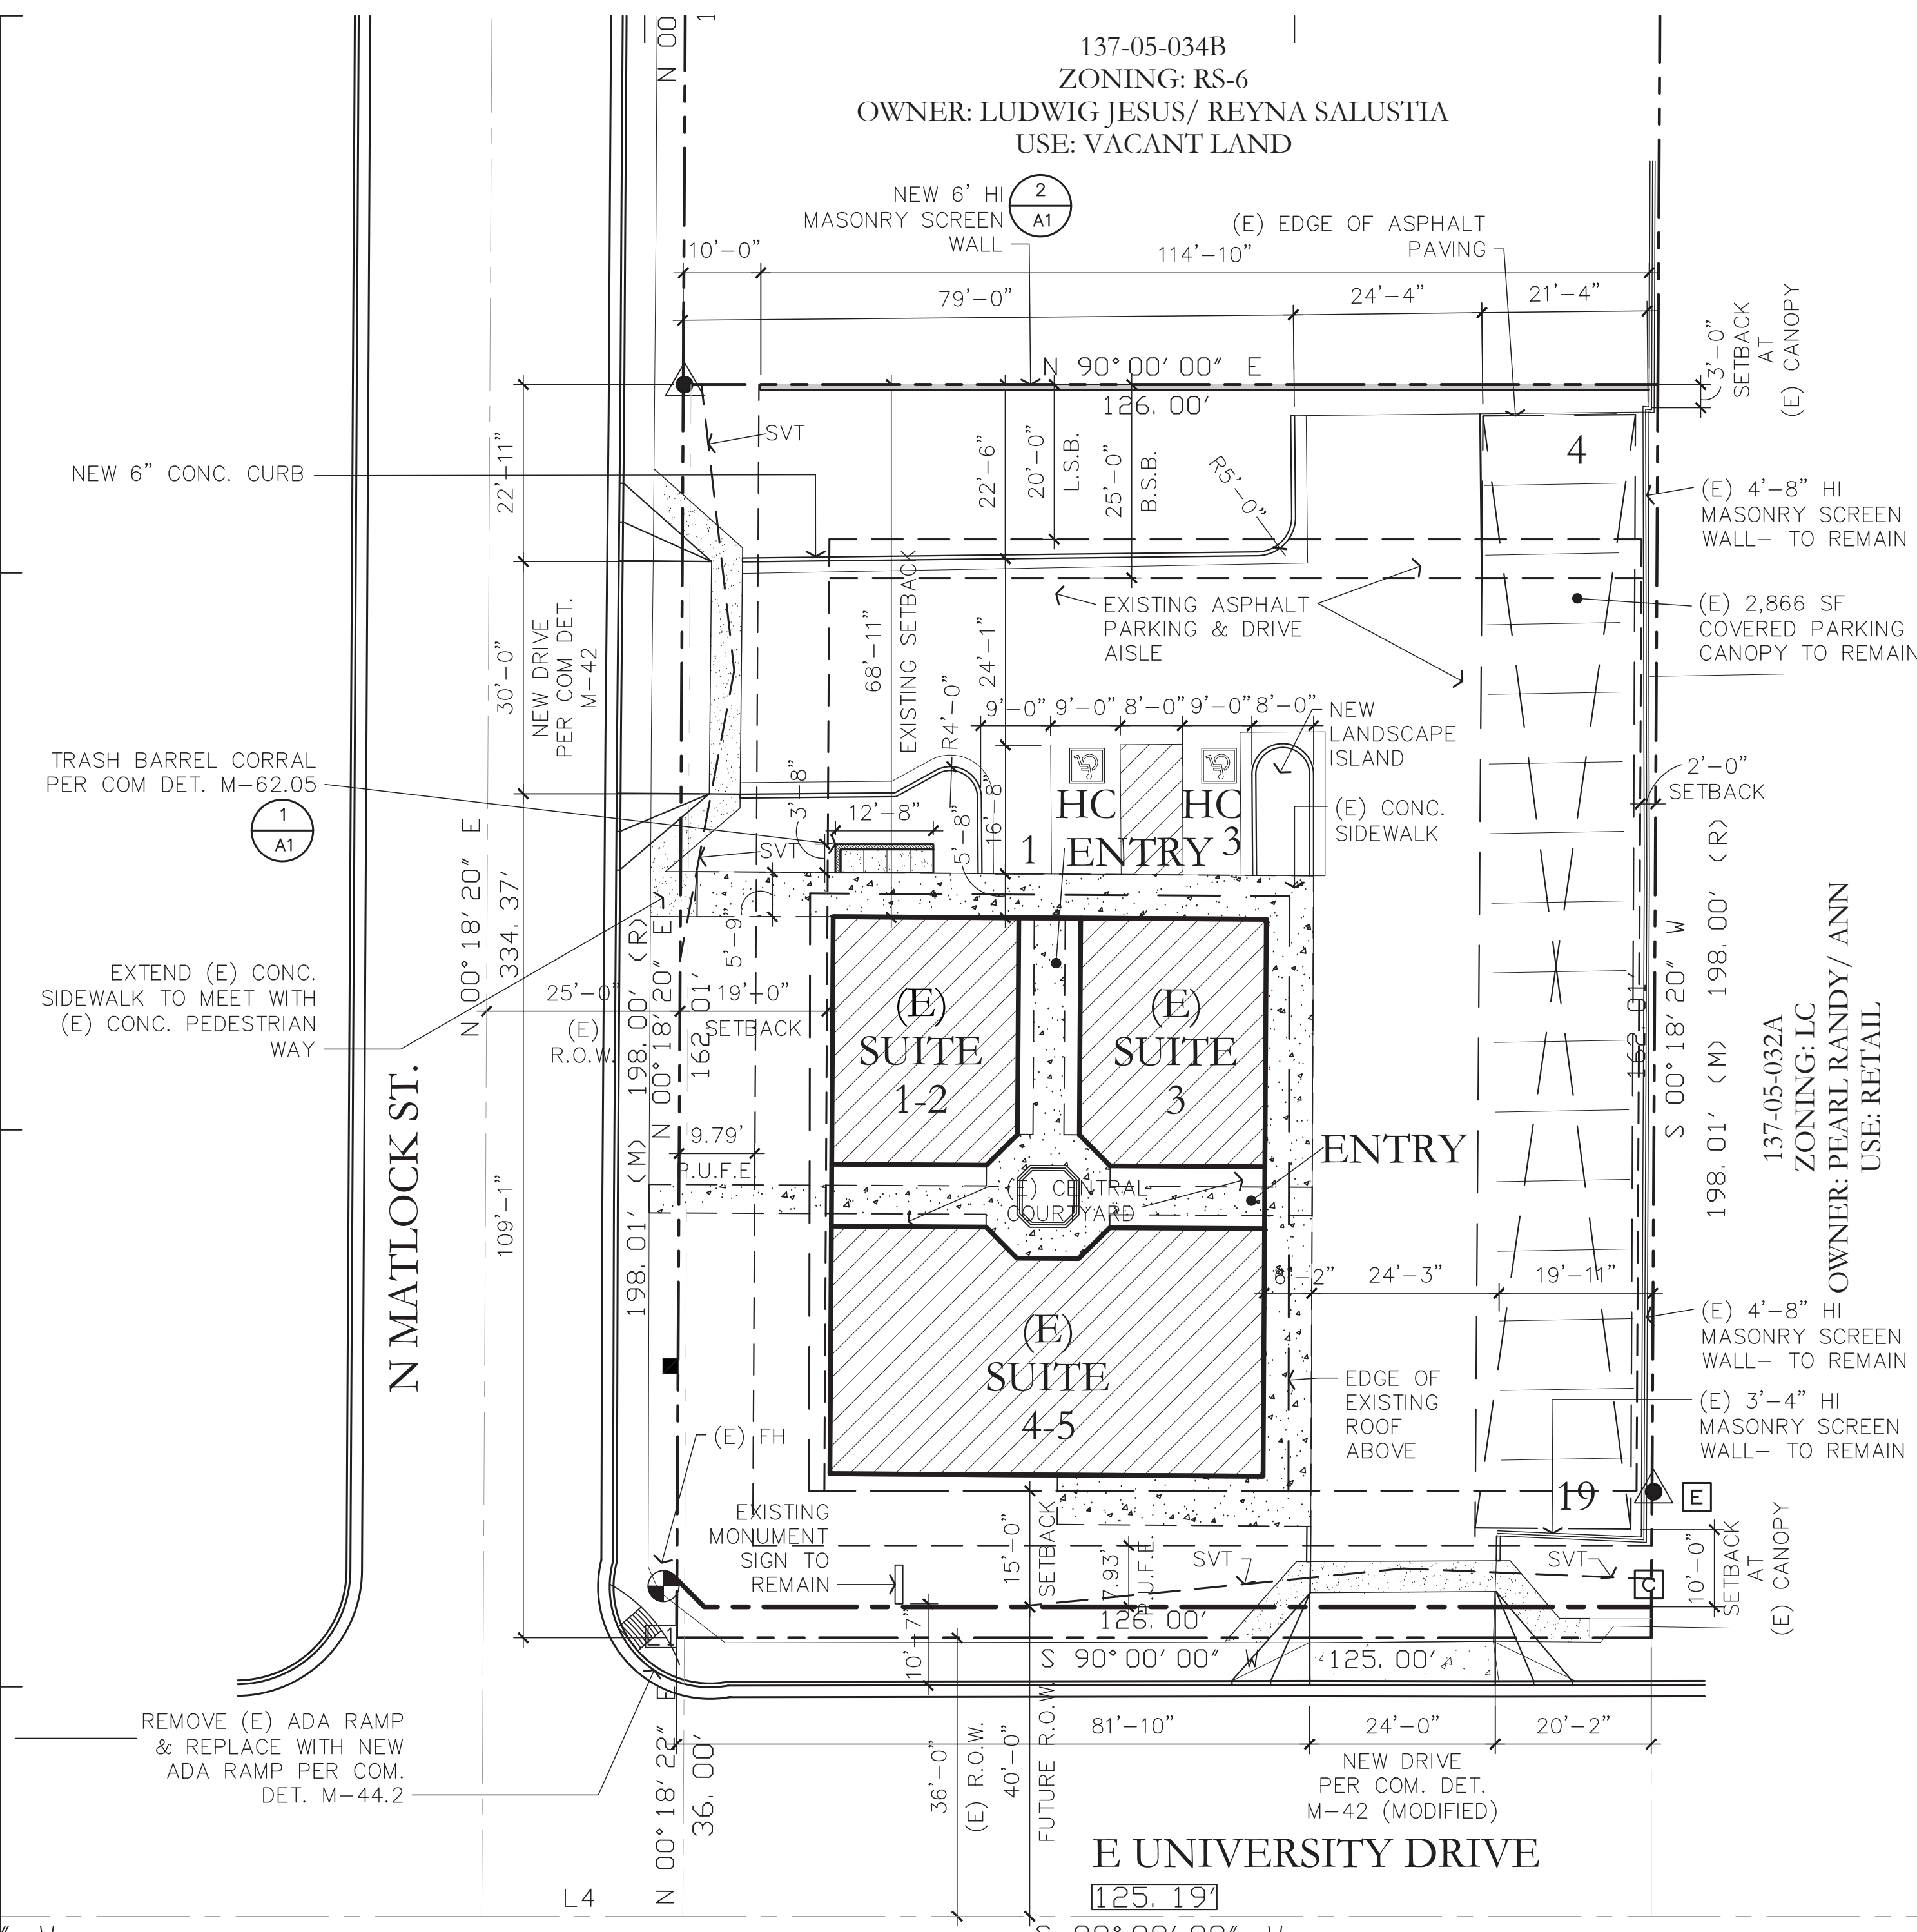 N 00
1
137-05-034B
ZONING: RS-6
OWNER: LUDWIG JESUS/ REYNA SALUSTIA
USE: VACANT LAND
NEW 6' HI
MASONRY SCREEN
WALL
2
A1
(E) EDGE OF ASPHALT
PAVING
10'-0"
114'-10"
79'-0"
24'-4"
21'-4"
3'-0"
SETBACK
AT
(E) CANOPY
N 90° 00' 00" E
126. 00'
SVT
NEW 6" CONC. CURB
22'-11"
22'-6"
20'-0"
L.S.B.
25'-0"
B.S.B.
R5'-0"
4
(E) 4'-8" HI
MASONRY SCREEN
WALL- TO REMAIN
EXISTING ASPHALT
PARKING & DRIVE
AISLE
(E) 2,866 SF
COVERED PARKING
CANOPY TO REMAIN
30'-0"
NEW DRIVE
PER COM DET.
M-42
68'-11"
EXISTING SETBACK
24'-1"
R4'-0"
9'-0"
9'-0"
8'-0"
9'-0"
8'-0"
NEW
LANDSCAPE
ISLAND
TRASH BARREL CORRAL
PER COM DET. M-62.05
1
A1
3'-8"
12'-8"
5'-8"
16'-8"
HC
HC
1
ENTRY
3
(E) CONC.
SIDEWALK
2'-0"
SETBACK
SVT
5'-9"
N 00° 18' 20" E
334. 37'
EXTEND (E) CONC.
SIDEWALK TO MEET WITH
(E) CONC. PEDESTRIAN
WAY
25'-0"
(E)
R.O.W.
198. 01' (M) 198. 00' (R)
N 00° 18' 20" E
162. 01'
19'-0"
SETBACK
(E)
SUITE
1-2
(E)
SUITE
3
162. 01'
S 00° 18' 20" W
198. 01' (M) 198. 00' (R)
137-05-032A
ZONING: LC
OWNER: PEARL RANDY/ ANN
USE: RETAIL
N MATLOCK ST.
109'-1"
9.79'
P.U.F.E.
(E) CENTRAL
COURTYARD
ENTRY
6'-2"
24'-3"
19'-11"
(E)
SUITE
4-5
(E) 4'-8" HI
MASONRY SCREEN
WALL- TO REMAIN
EDGE OF
EXISTING
ROOF
ABOVE
(E) 3'-4" HI
MASONRY SCREEN
WALL- TO REMAIN
(E) FH
EXISTING
MONUMENT
SIGN TO
REMAIN
15'-0"
SETBACK
7.93'
P.U.F.E.
SVT
SVT
19
E
C
10'-0"
SETBACK
AT
(E) CANOPY
L1
126. 00'
S 90° 00' 00" W
125. 00'
10'-7"
REMOVE (E) ADA RAMP
& REPLACE WITH NEW
ADA RAMP PER COM.
DET. M-44.2
N 00° 18' 22" E
36. 00'
36'-0"
(E) R.O.W.
40'-0"
FUTURE R.O.W.
81'-10"
24'-0"
20'-2"
NEW DRIVE
PER COM. DET.
M-42 (MODIFIED)
E UNIVERSITY DRIVE
125. 19'
L4